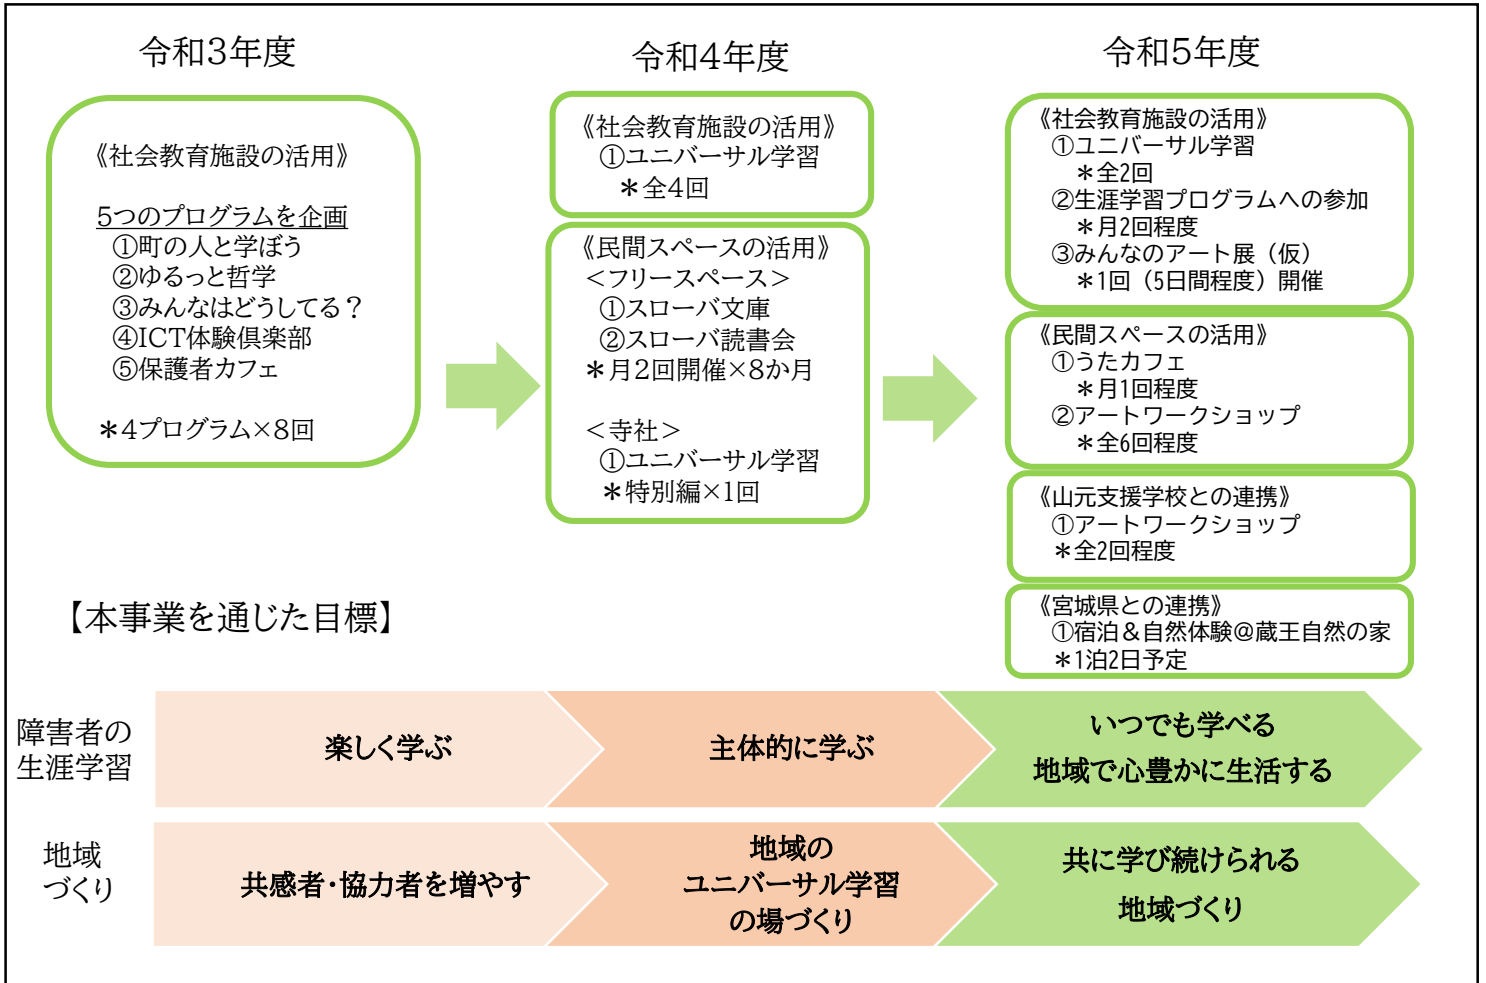 令和3年度
《社会教育施設の活用》
5つのプログラムを企画
①町の人と学ぼう
②ゆるっと哲学
③みんなはどうしてる？
④ICT体験倶楽部
⑤保護者カフェ
＊4プログラム×8回
令和4年度
《社会教育施設の活用》
①ユニバーサル学習
＊全4回
《民間スペースの活用》
＜フリースペース＞
①スローバ文庫
②スローバ読書会
＊月2回開催×8か月
＜寺社＞
①ユニバーサル学習
＊特別編×1回
令和5年度
《社会教育施設の活用》
①ユニバーサル学習
＊全2回
②生涯学習プログラムへの参加
＊月2回程度
③みんなのアート展（仮）
＊1回（5日間程度）開催
《民間スペースの活用》
①うたカフェ
＊月1回程度
②アートワークショップ
＊全6回程度
《山元支援学校との連携》
①アートワークショップ
＊全2回程度
《宮城県との連携》
①宿泊＆自然体験@蔵王自然の家
＊1泊2日予定
【本事業を通じた目標】
障害者の
生涯学習
楽しく学ぶ
主体的に学ぶ
いつでも学べる
地域で心豊かに生活する
地域
づくり
共感者・協力者を増やす
地域の
ユニバーサル学習
の場づくり
共に学び続けられる
地域づくり